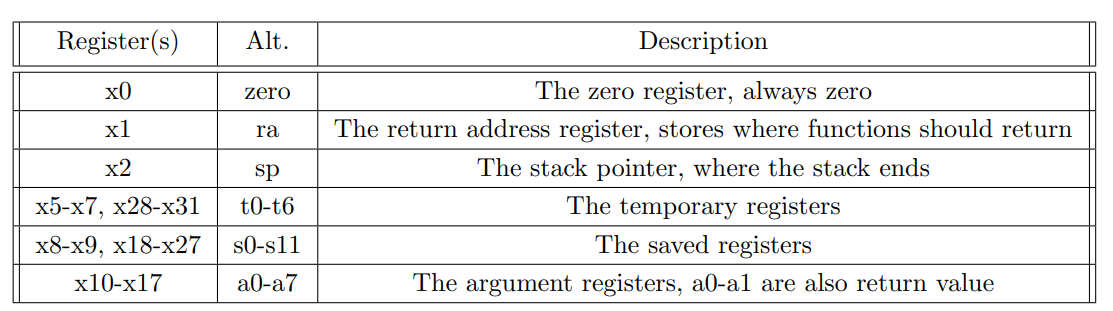 Register(s) Alt. Description
x0 zero The zero register, always zero
x1 ra The return address register, stores where functions should return
x2 sp The stack pointer, where the stack ends
x5-x7, x28-x31 t0-t6 The temporary registers
x8-x9, x18-x27 s0-s11 The saved registers
x10-x17 a0-a7 The argument registers, a0-a1 are also return value